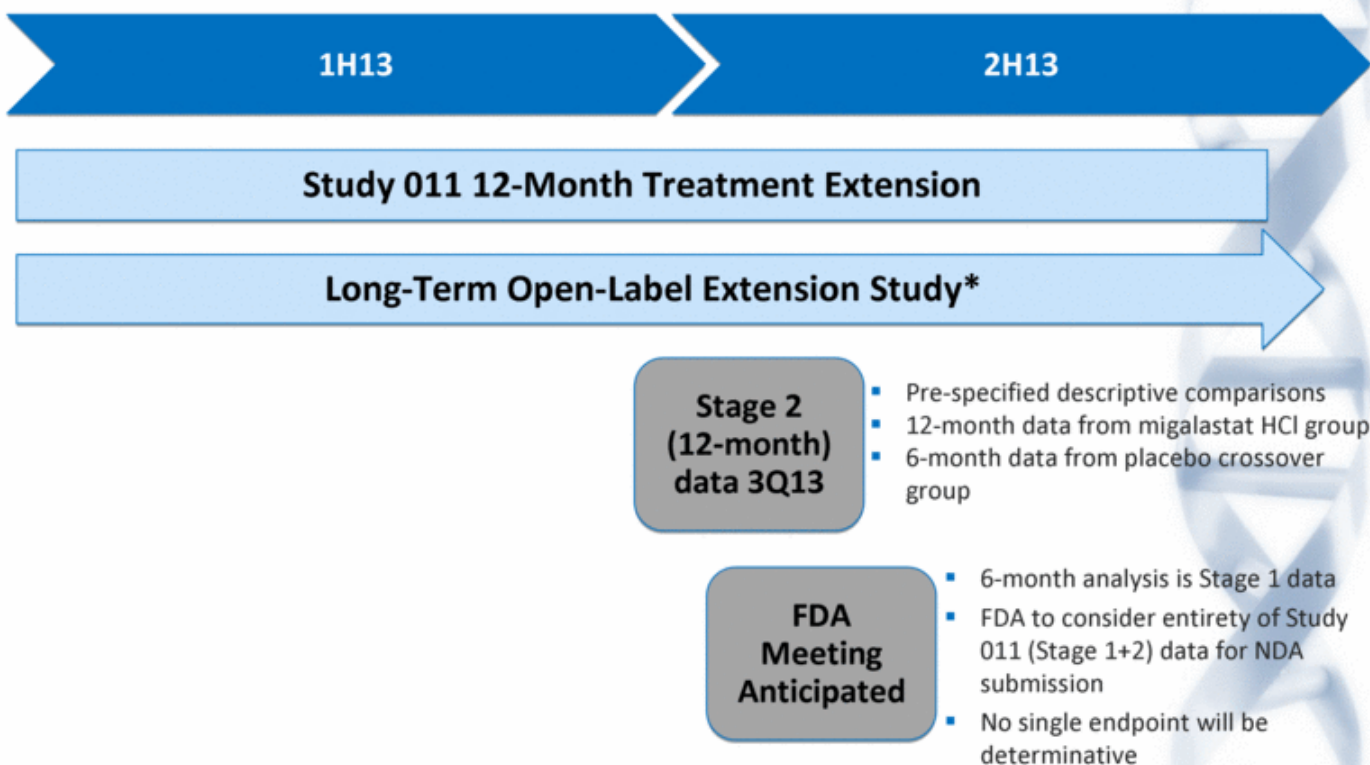 1H13
2H13
Study 011 12-Month Treatment Extension
Long-Term Open-Label Extension Study*
Stage 2
(12-month)
data 3Q13
▪ Pre-specified descriptive comparisons
▪ 12-month data from migalastat HCl group
▪ 6-month data from placebo crossover
group
FDA
Meeting
Anticipated
▪ 6-month analysis is Stage 1 data
▪ FDA to consider entirety of Study
011 (Stage 1+2) data for NDA
submission
▪ No single endpoint will be
determinative